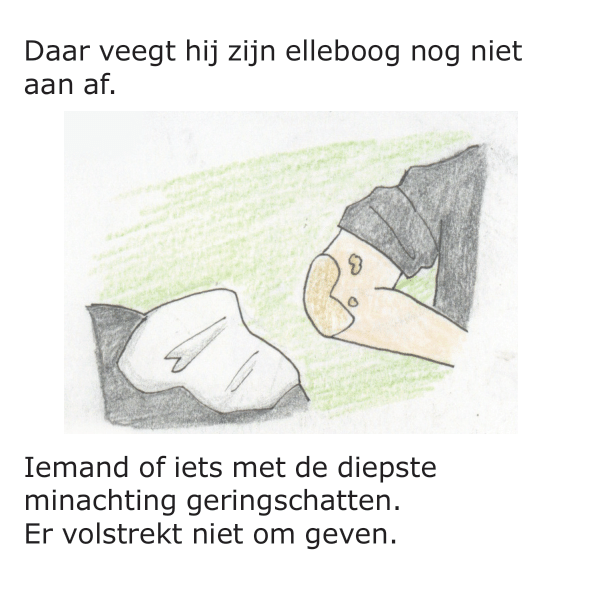 Daar veegt hij zijn elleboog nog niet
aan af.
Iemand of iets met de diepste
minachting geringschatten.
Er volstrekt niet om geven.